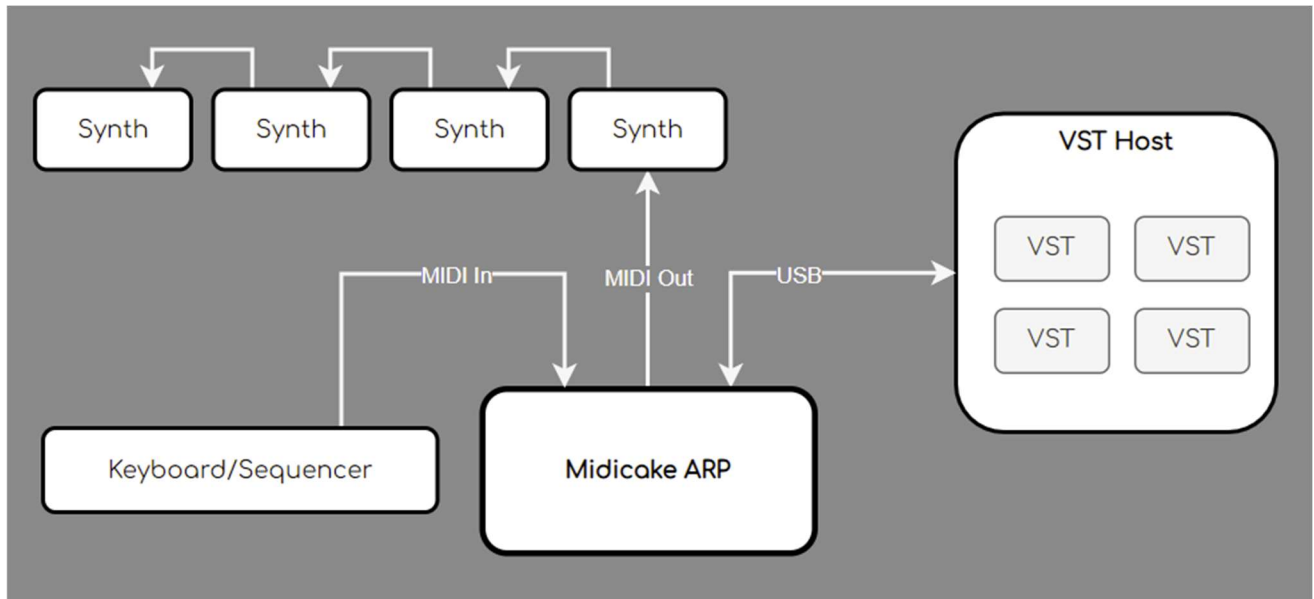 Synth
Synth
Synth
Synth
VST Host
VST
VST
VST
VST
MIDI In
MIDI Out
USB
Keyboard/Sequencer
Midicake ARP